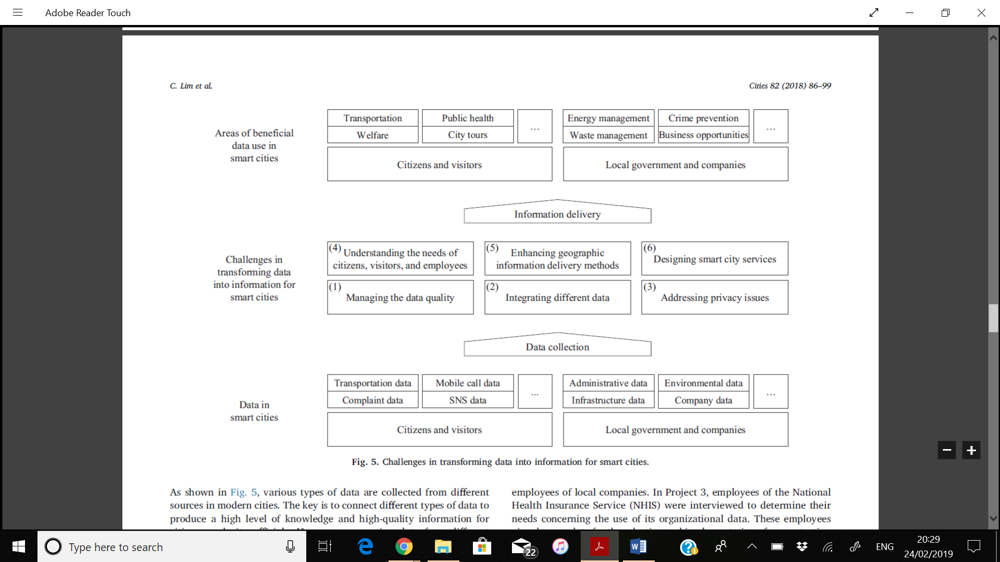 Adobe Reader Touch
C. Lim et al.
Cities 82 (2018) 86–99
Areas of beneficial
data use in
smart cities
Transportation
Welfare
Public health
City tours
...
Energy management
Waste management
Crime prevention
Business opportunities
...
Citizens and visitors
Local government and companies
Information delivery
Challenges in
transforming data
into information for
smart cities
(4) Understanding the needs of
citizens, visitors, and employees
(5) Enhancing geographic
information delivery methods
(6)
Designing smart city services
(1)
Managing the data quality
(2)
Integrating different data
(3)
Addressing privacy issues
Data collection
Data in
smart cities
Transportation data
Complaint data
Mobile call data
SNS data
...
Administrative data
Infrastructure data
Environmental data
Company data
...
Citizens and visitors
Local government and companies
Fig. 5. Challenges in transforming data into information for smart cities.
As shown in Fig. 5, various types of data are collected from different
sources in modern cities. The key is to connect different types of data to
produce a high level of knowledge and high-quality information for
employees of local companies. In Project 3, employees of the National
Health Insurance Service (NHIS) were interviewed to determine their
needs concerning the use of its organizational data. These employees
Type here to search
22
ENG
20:29
24/02/2019